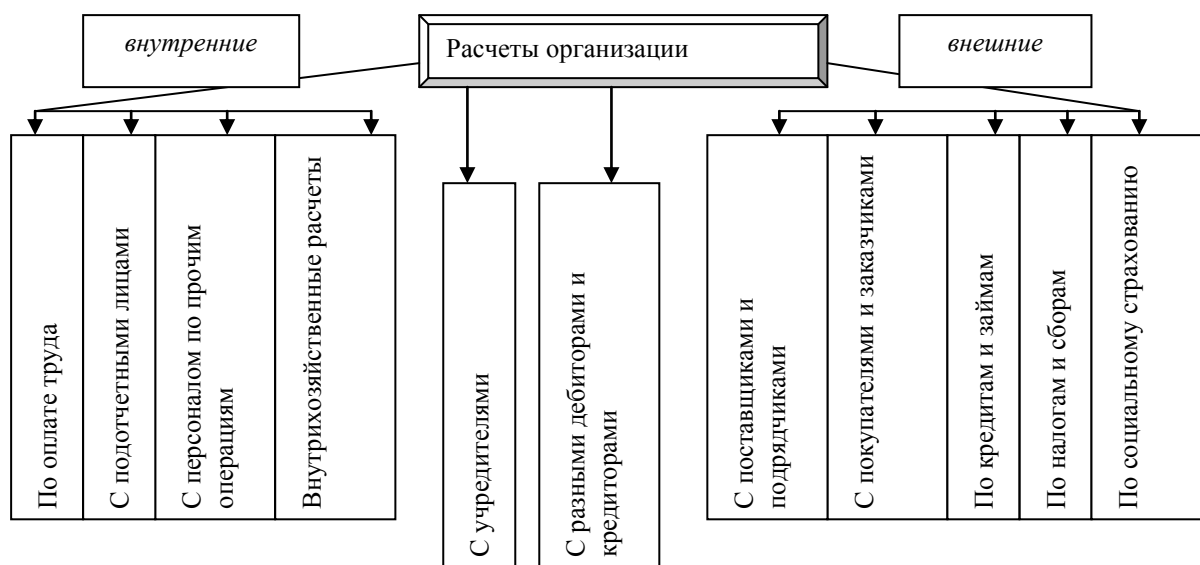 внутренние
Расчеты организации
внешние
По оплате труда
С подотчетными лицами
С персоналом по прочим
операциям
Внутрихозяйственные расчеты
С учредителями
С разными дебиторами и
кредиторами
С поставщиками и
подрядчиками
С покупателями и заказчиками
По кредитам и займам
По налогам и сборам
По социальному страхованию